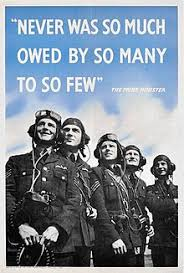 "NEVER WAS SO MUCH
OWED BY SO MANY
TO SO FEW" THE PRIME MINISTER